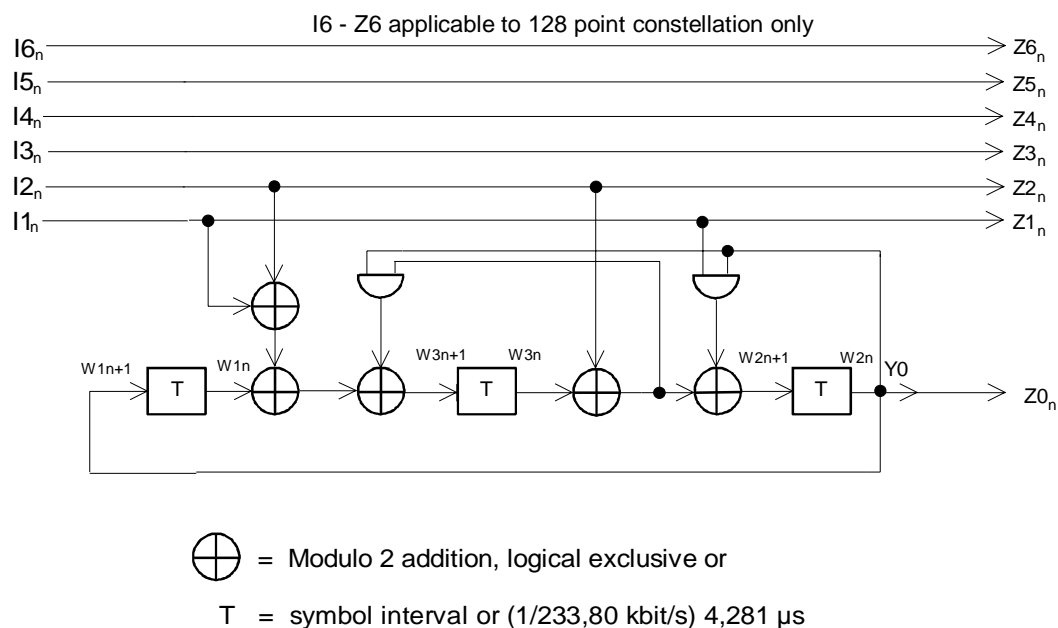 I6 - Z6 applicable to 128 point constellation only
I6n Z6n
I5n Z5n
I4n Z4n
I3n Z3n
I2n Z2n
I1n Z1n
W1n+1 T W1n W3n+1 T W3n W2n+1 T W2n Y0 Z0n
= Modulo 2 addition, logical exclusive or
T = symbol interval or (1/233,80 kbit/s) 4,281 µs